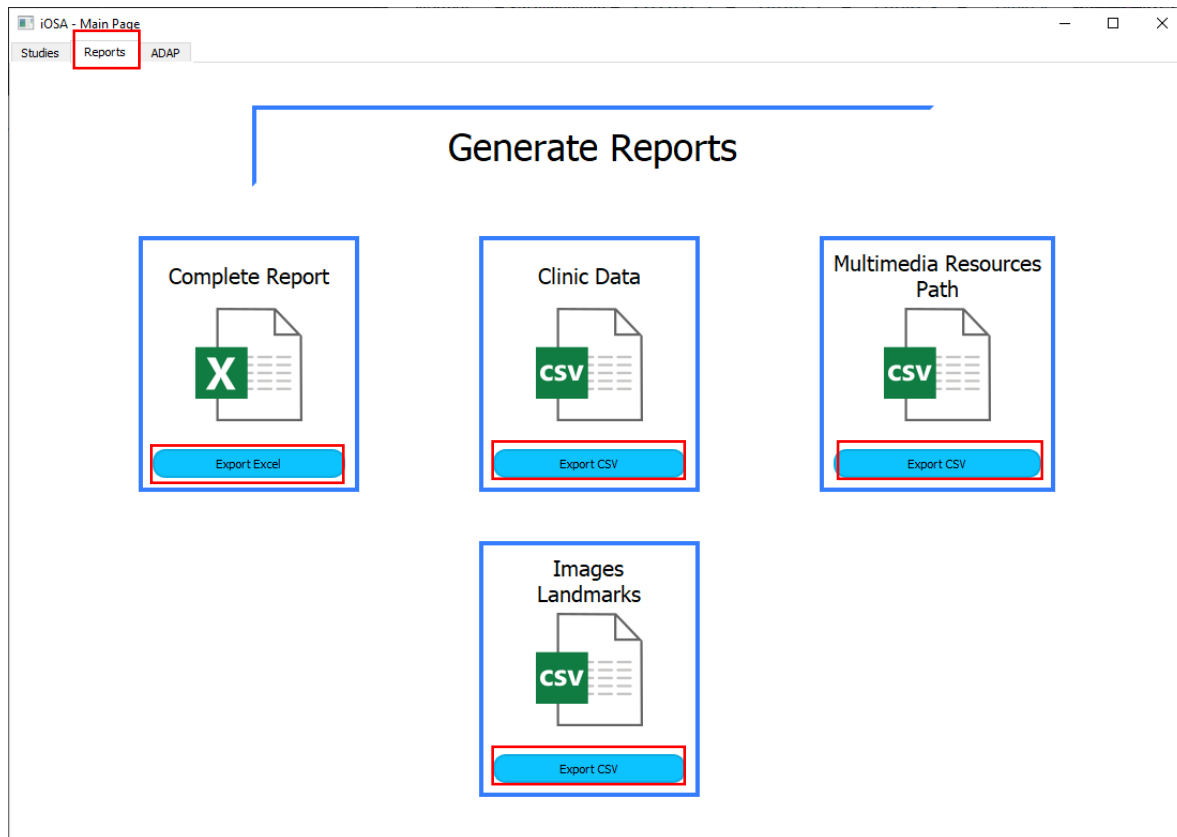 iOSA - Main Page
Studies
Reports
ADAP
Generate Reports
Complete Report
X
Export Excel
Clinic Data
CSV
Export CSV
Multimedia Resources
Path
CSV
Export CSV
Images
Landmarks
CSV
Export CSV